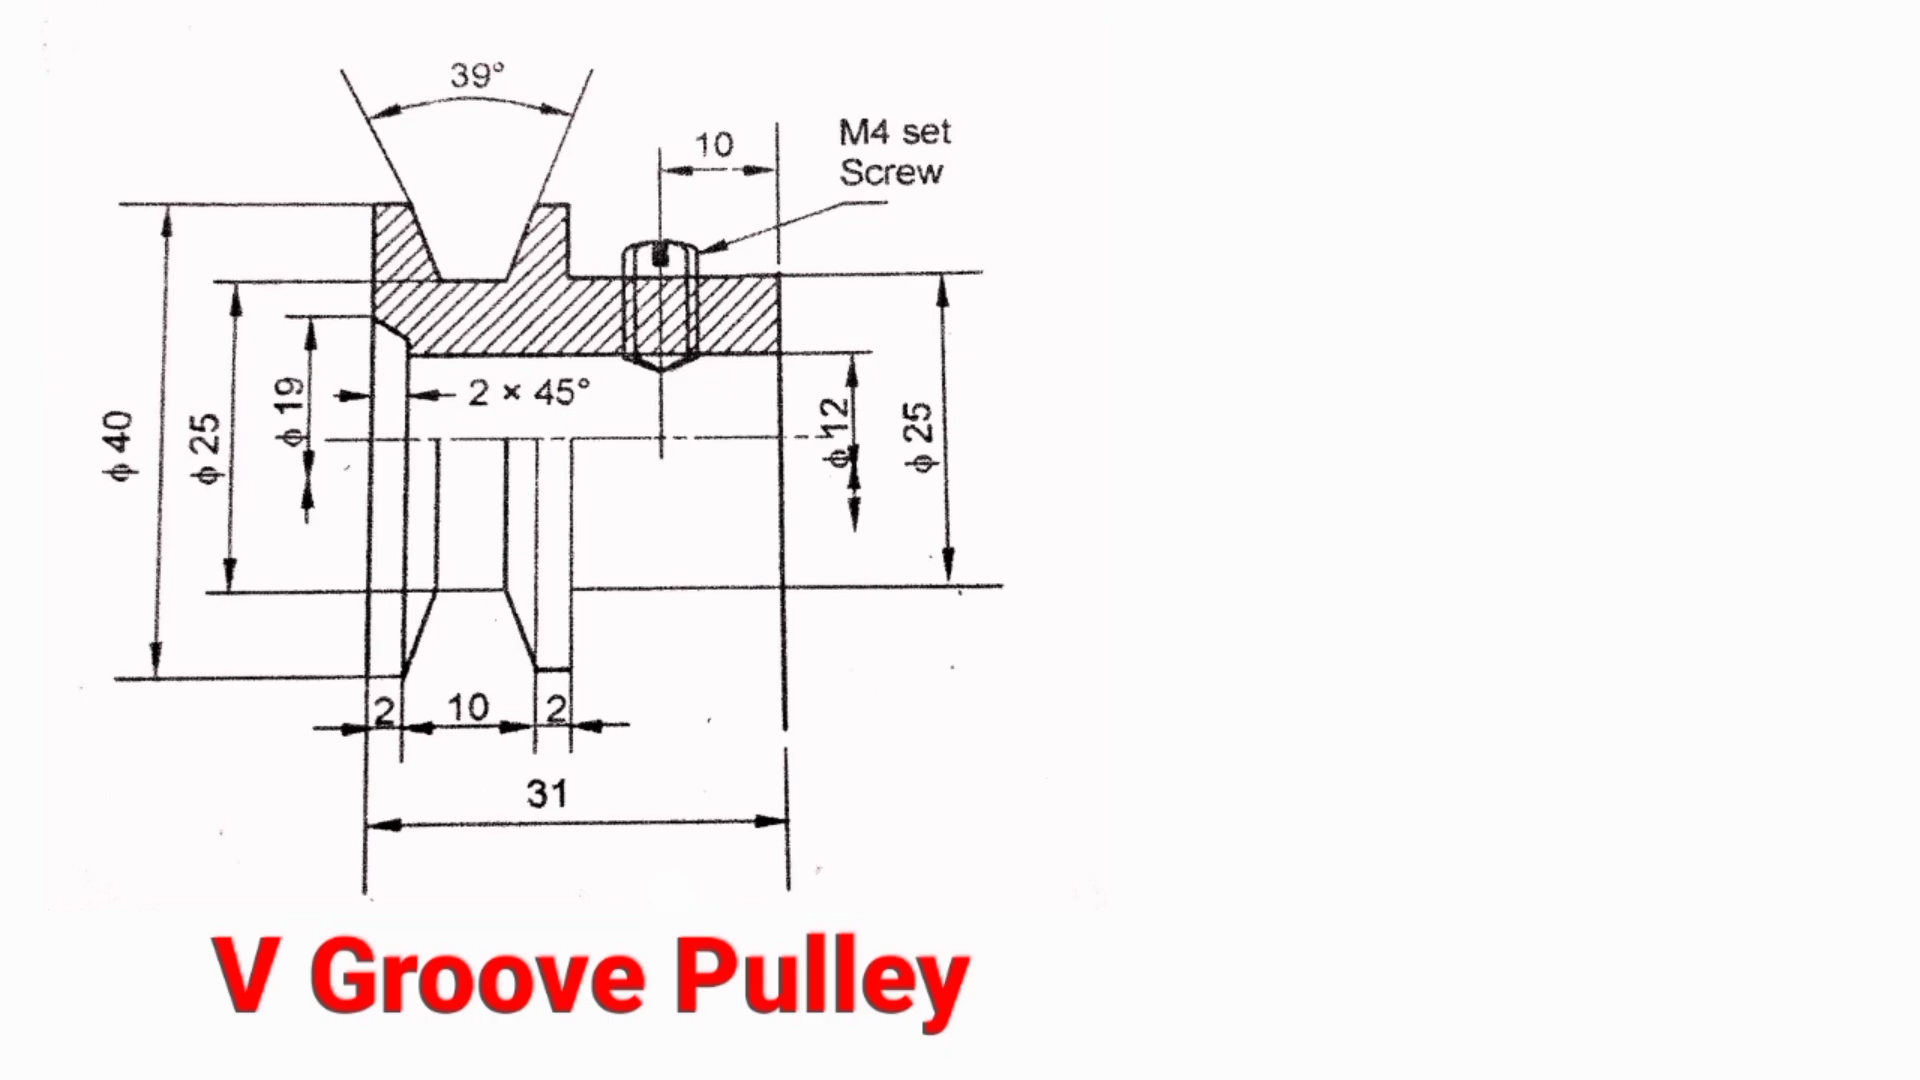 39°
10
M4 set
Screw
2 × 45°
ϕ 40
ϕ 25
ϕ 19
ϕ 12
ϕ 25
2
10
2
31
V Groove Pulley